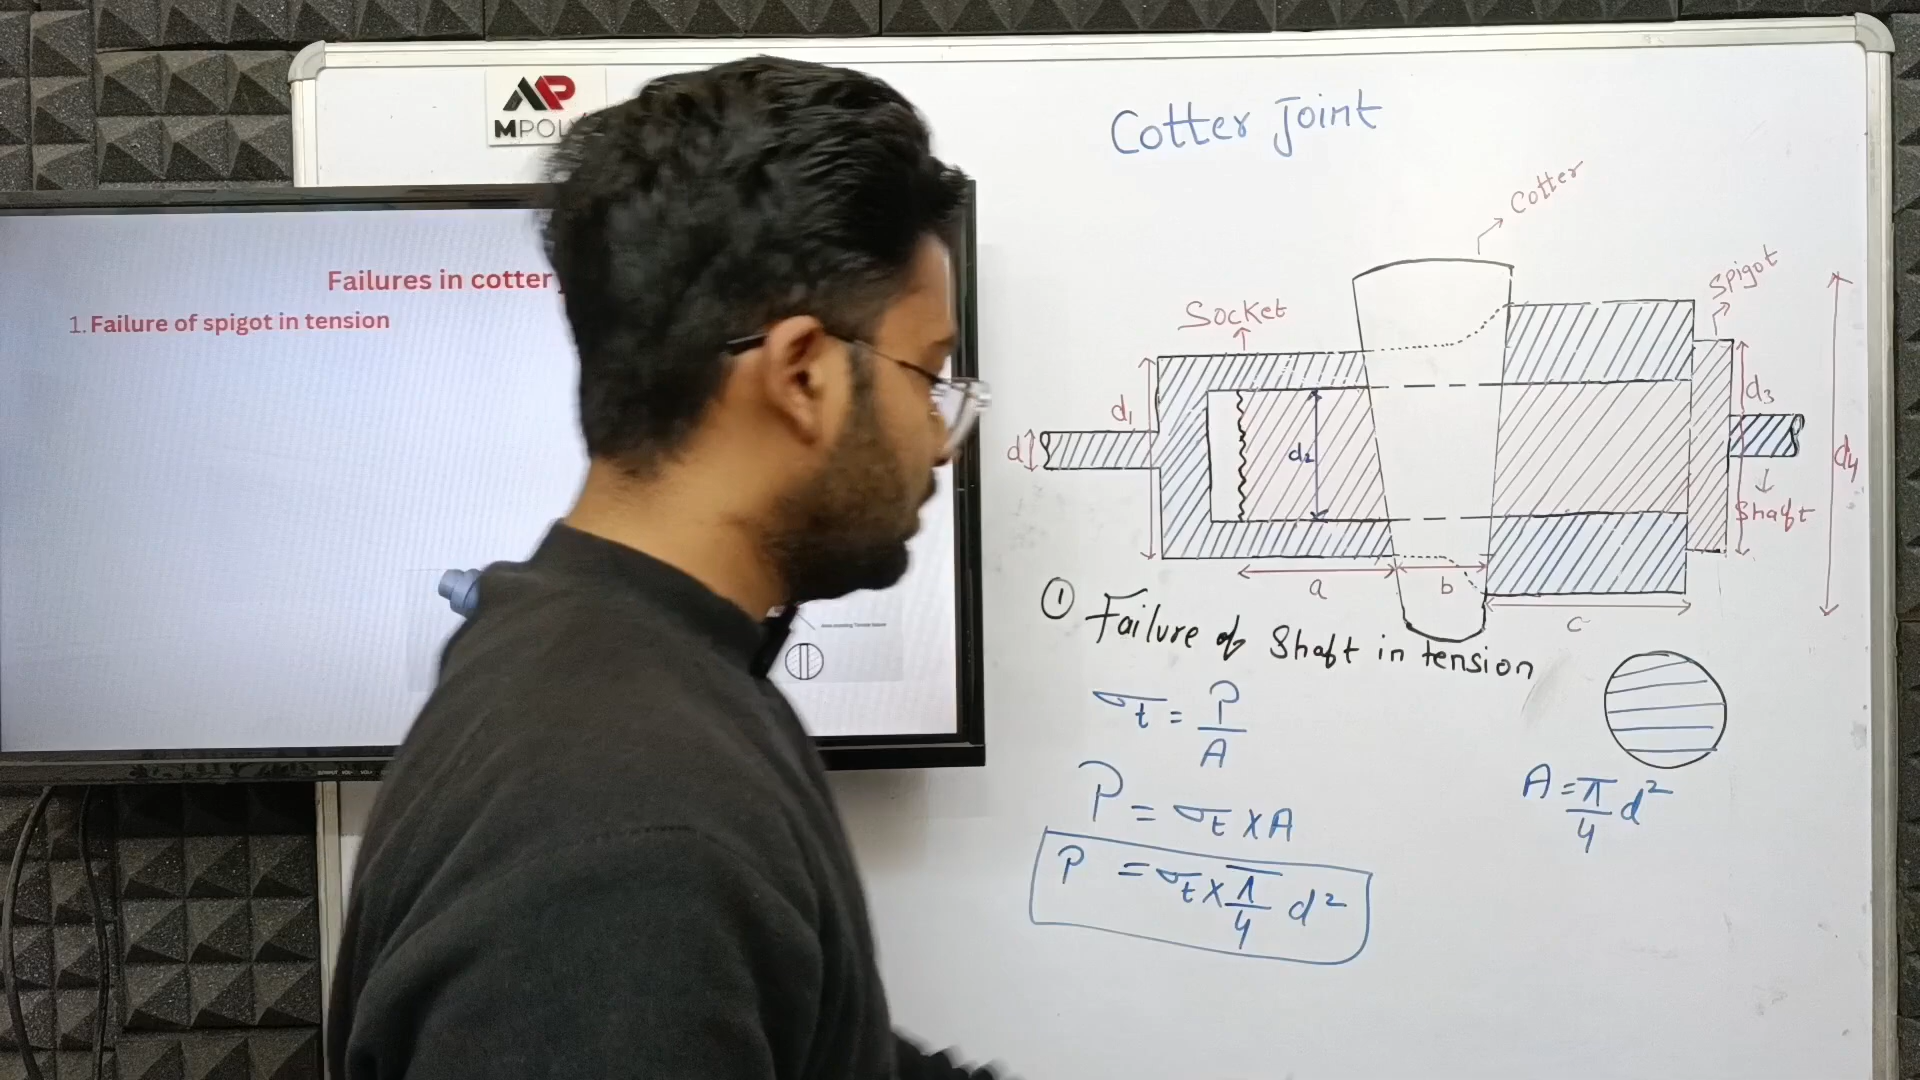 AP
MPOL
Failures in cotter
1. Failure of spigot in tension
Cotter Joint
Cotter
Spigot
Socket
d
d₁
d₂
d₃
d₄
Shaft
a
b
c
① Failure of Shaft in tension
σt = P/A
P = σt x A
P = σt x π/4 d²
A = π/4 d²